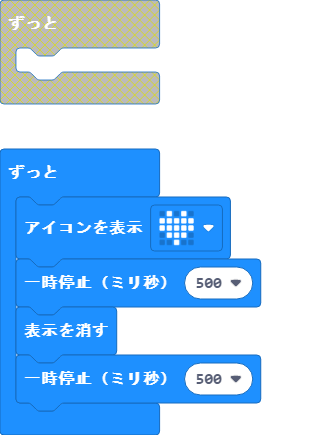 ずっと
ずっと
アイコンを表示
一時停止（ミリ秒） 500
表示を消す
一時停止（ミリ秒） 500